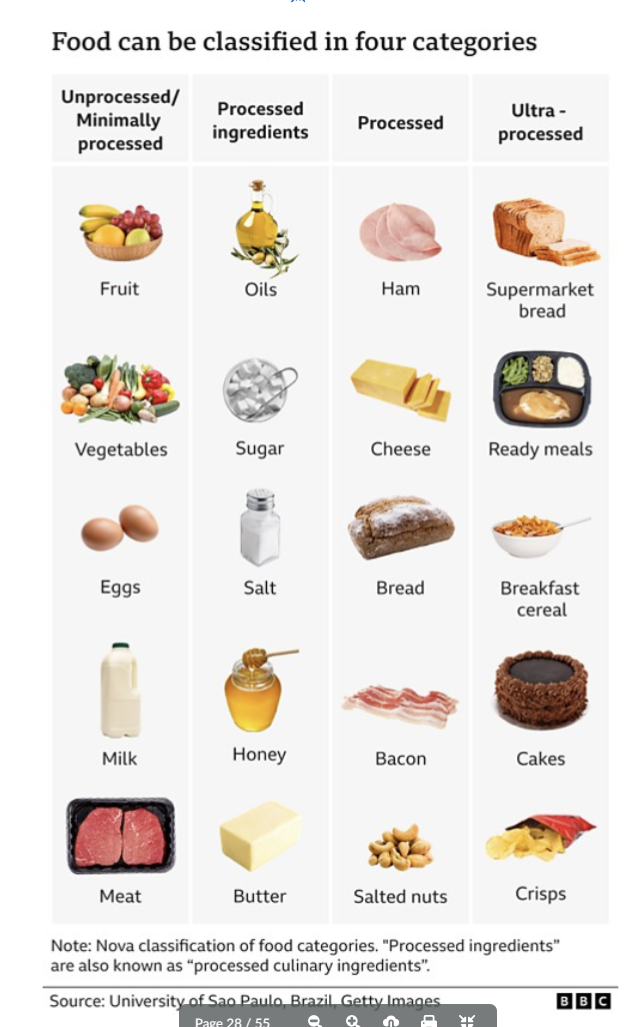 Food can be classified in four categories
Unprocessed/
Minimally
processed
Processed
ingredients
Processed
Ultra -
processed
Fruit
Oils
Ham
Supermarket
bread
Vegetables
Sugar
Cheese
Ready meals
Eggs
Salt
Bread
Breakfast
cereal
Milk
Honey
Bacon
Cakes
Meat
Butter
Salted nuts
Crisps
Note: Nova classification of food categories. "Processed ingredients”
are also known as “processed culinary ingredients”.
Source: University of Sao Paulo, Brazil, Getty Images
BBC
Page 28 / 55